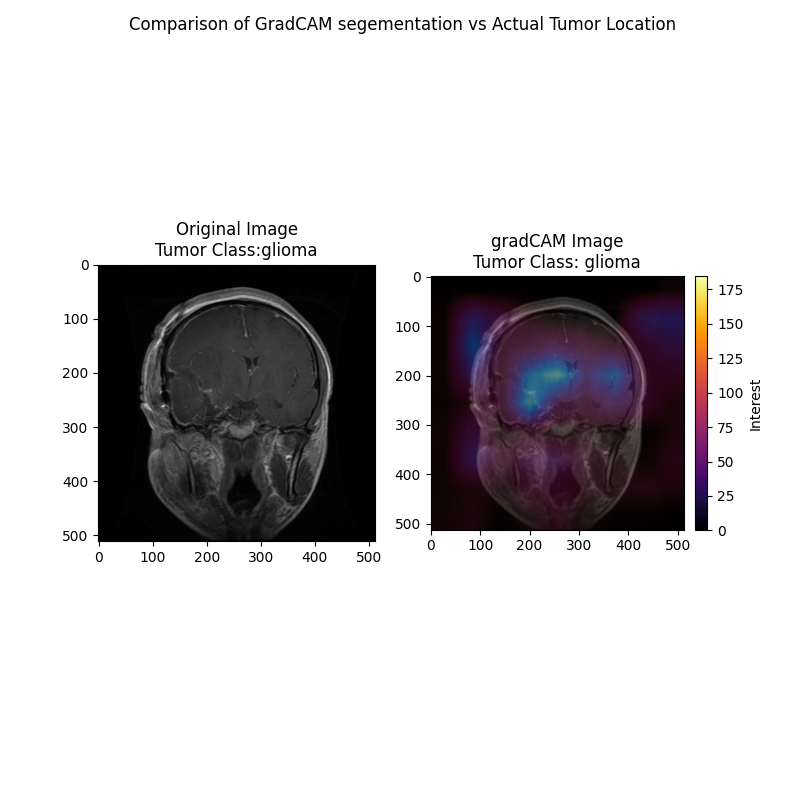 Comparison of GradCAM segementation vs Actual Tumor Location
Original Image
Tumor Class:glioma
0
100
200
300
400
500
0 100 200 300 400 500
gradCAM Image
Tumor Class: glioma
0
100
200
300
400
500
0 100 200 300 400 500
175
150
125
100
75
50
25
0
Interest